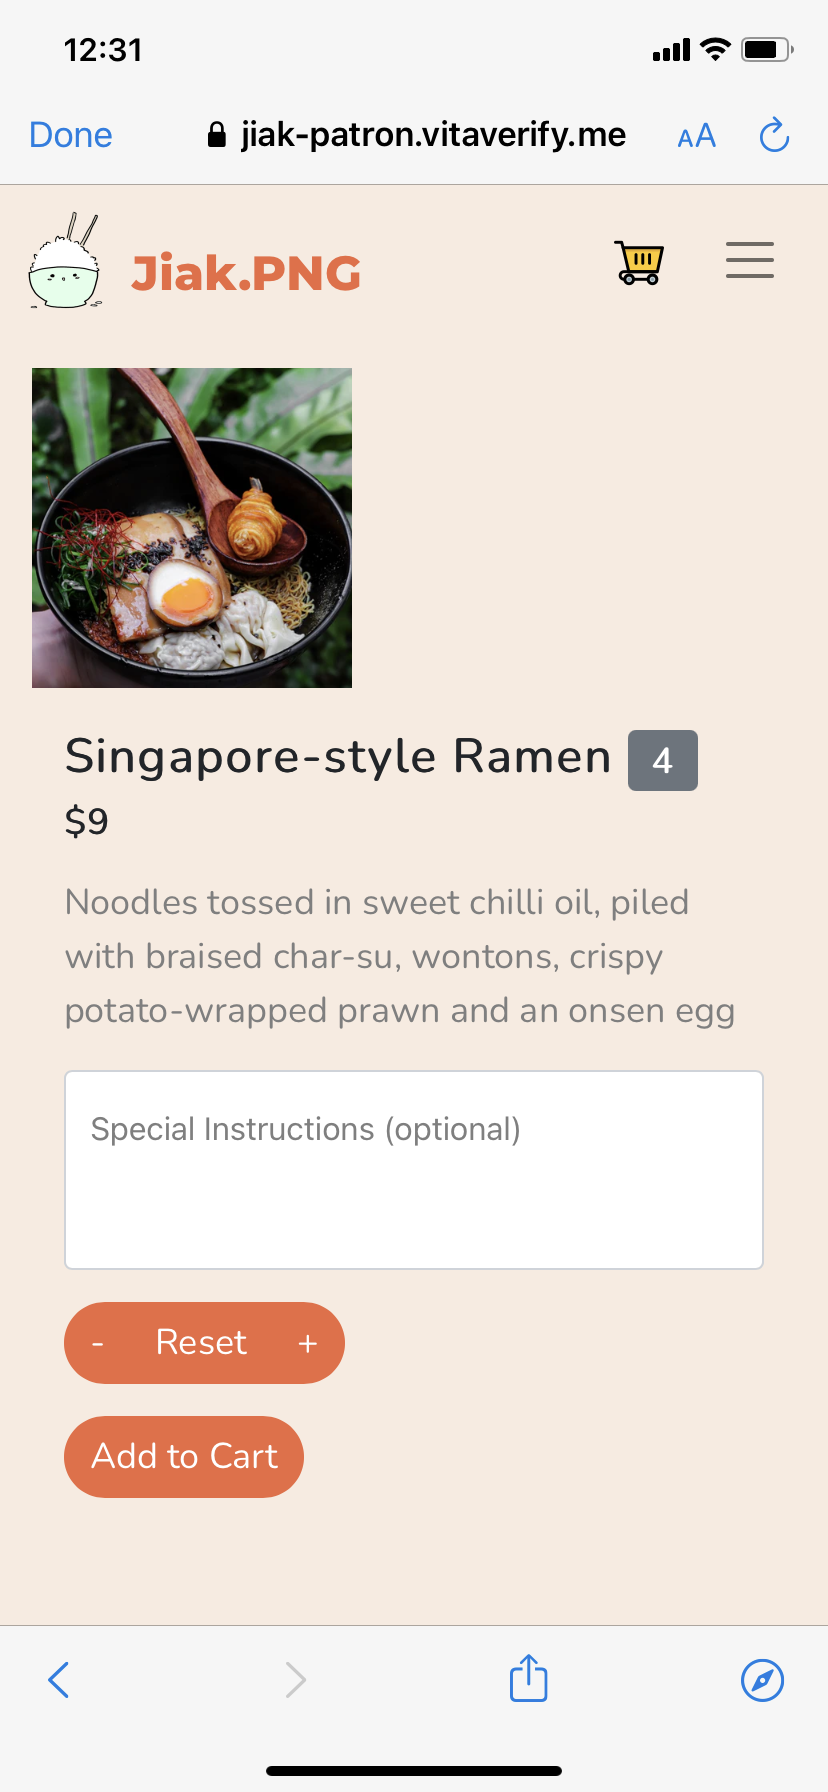 12:31
Done
jiak-patron.vitaverify.me
AA
Jiak.PNG
Singapore-style Ramen 4
$9
Noodles tossed in sweet chilli oil, piled
with braised char-su, wontons, crispy
potato-wrapped prawn and an onsen egg
Special Instructions (optional)
- Reset +
Add to Cart